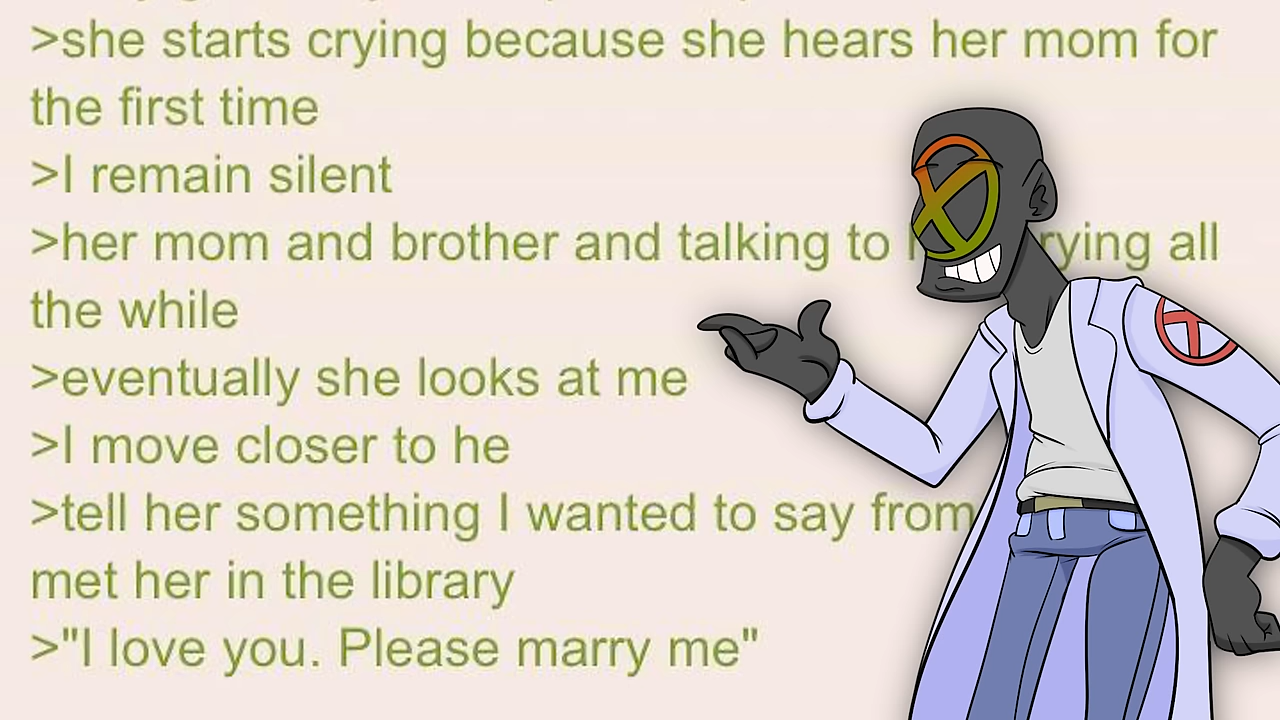 >she starts crying because she hears her mom for
the first time
>I remain silent
>her mom and brother and talking to all
the while
>eventually she looks at me
>I move closer to he
>tell her something I wanted to say from
met her in the library
>"I love you. Please marry me"